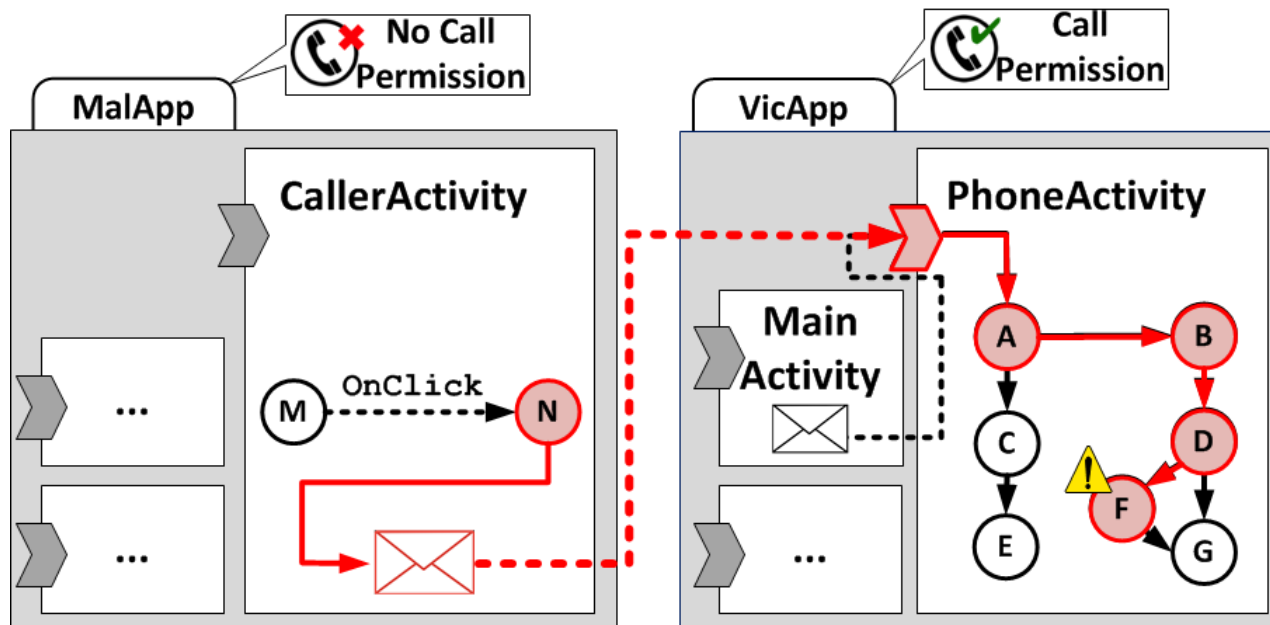 No Call
Permission
Call
Permission
MalApp
VicApp
CallerActivity
PhoneActivity
Main
Activity
A
B
...
OnClick
M
N
C
D
!
F
E
G
...
...